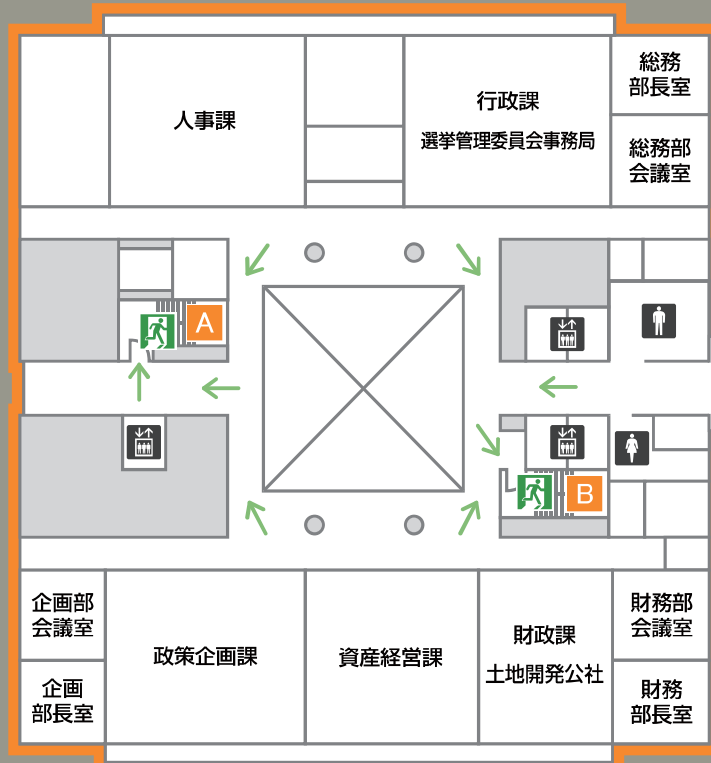 人事課
行政課
選挙管理委員会事務局
総務
部長室
総務部
会議室
A
B
企画部
会議室
企画
部長室
政策企画課
資産経営課
財政課
土地開発公社
財務部
会議室
財務
部長室